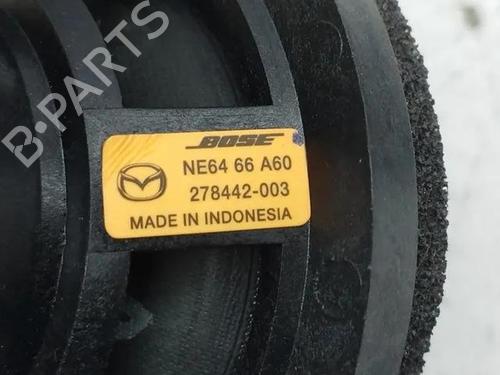 B-PARTS
BOSE
NE64 66 A60
278442-003
MADE IN INDONESIA